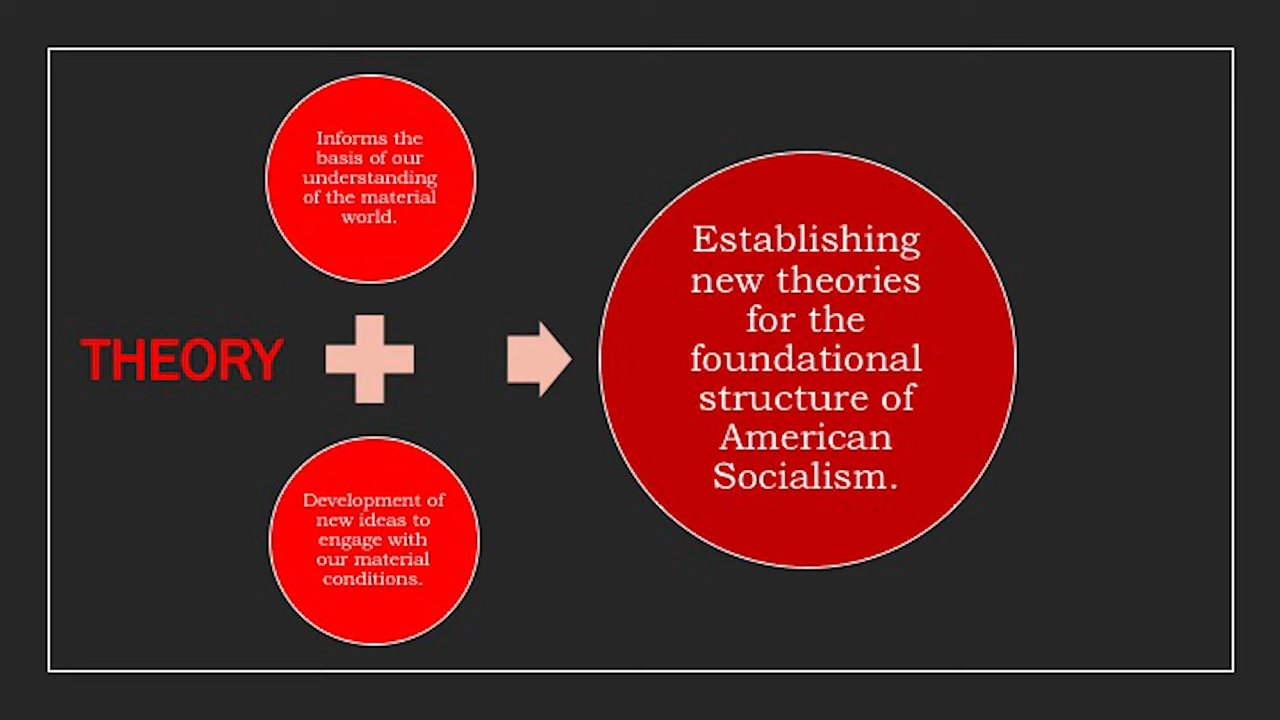 Informs the
basis of our
understanding
of the material
world.
THEORY
Development of
new ideas to
engage with
our material
conditions.
Establishing
new theories
for the
foundational
structure of
American
Socialism.